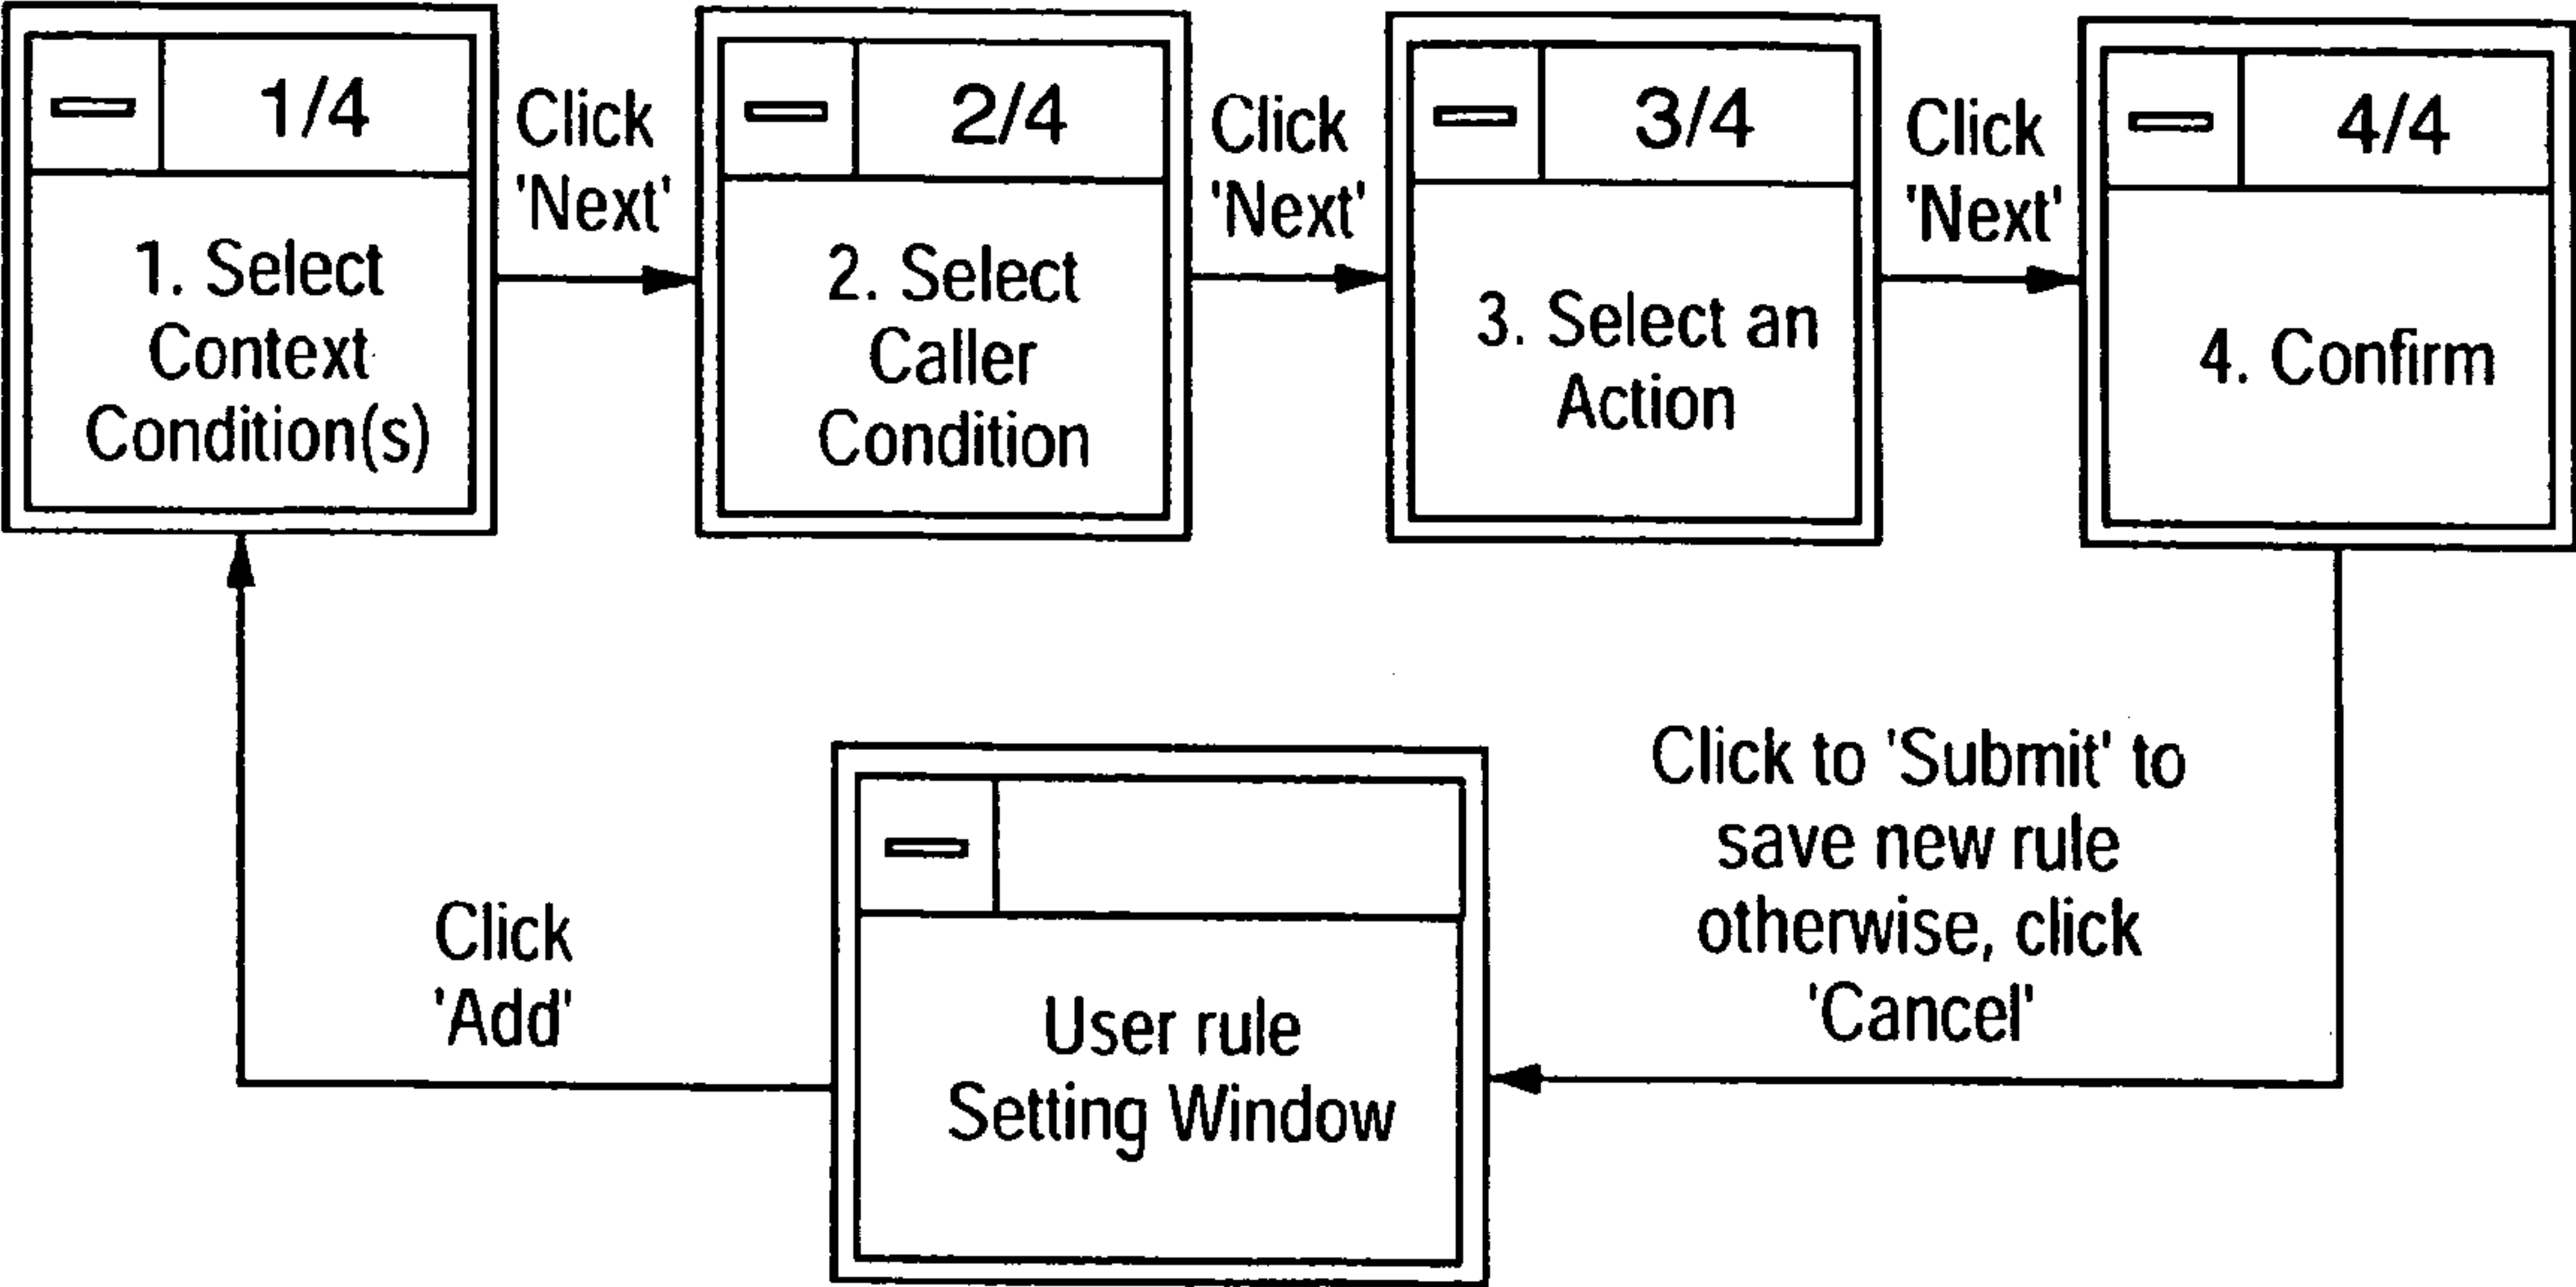 1/4
1. Select
Context
Condition(s)
Click
'Next'
2/4
2. Select
Caller
Condition
Click
'Next'
3/4
3. Select an
Action
Click
'Next'
4/4
4. Confirm
Click to 'Submit' to
save new rule
otherwise, click
'Cancel'
User rule
Setting Window
Click
'Add'